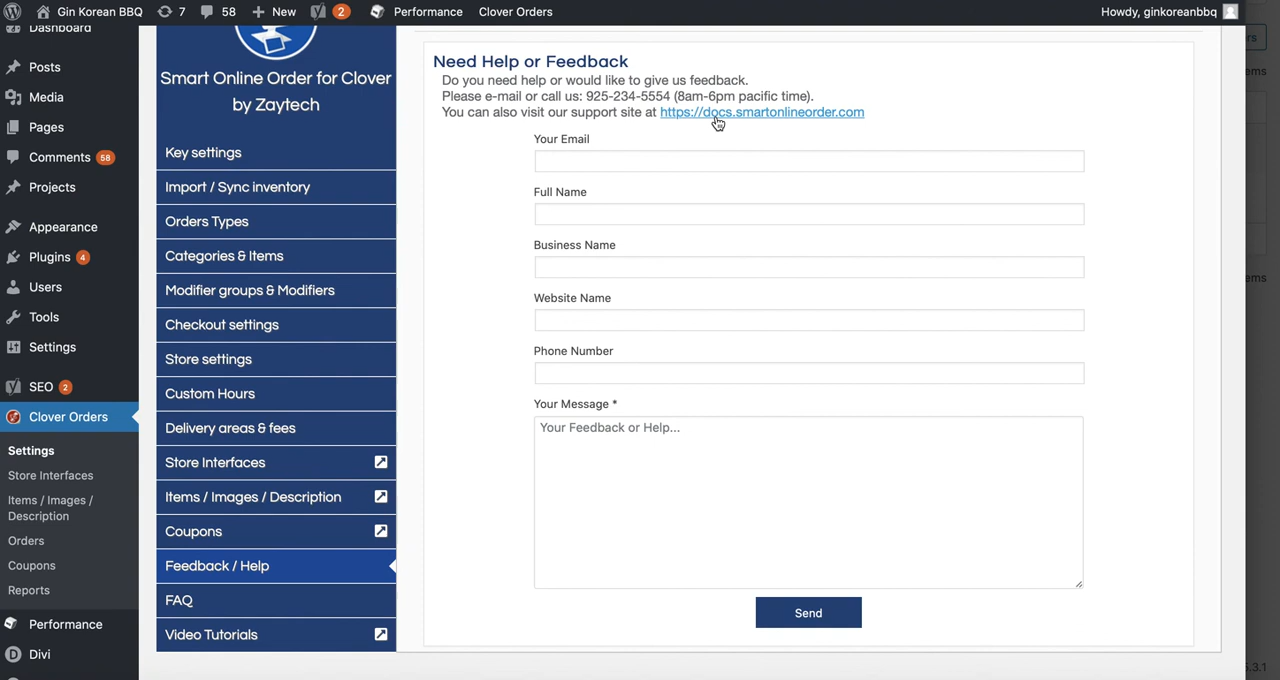 Gin Korean BBQ 7 58 New 2 Performance Clover Orders Howdy, ginkoreanbbq
Dashboard
Posts
Media
Pages
Comments 58
Projects
Appearance
Plugins 4
Users
Tools
Settings
SEO 2
Clover Orders
Settings
Store Interfaces
Items / Images /
Description
Orders
Coupons
Reports
Performance
Divi
Smart Online Order for Clover
by Zaytech
Key settings
Import / Sync inventory
Orders Types
Categories & Items
Modifier groups & Modifiers
Checkout settings
Store settings
Custom Hours
Delivery areas & fees
Store Interfaces
Items / Images / Description
Coupons
Feedback / Help
FAQ
Video Tutorials
Need Help or Feedback
Do you need help or would like to give us feedback.
Please e-mail or call us: 925-234-5554 (8am-6pm pacific time).
You can also visit our support site at https://docs.smartonlineorder.com
Your Email
Full Name
Business Name
Website Name
Phone Number
Your Message *
Your Feedback or Help...
Send